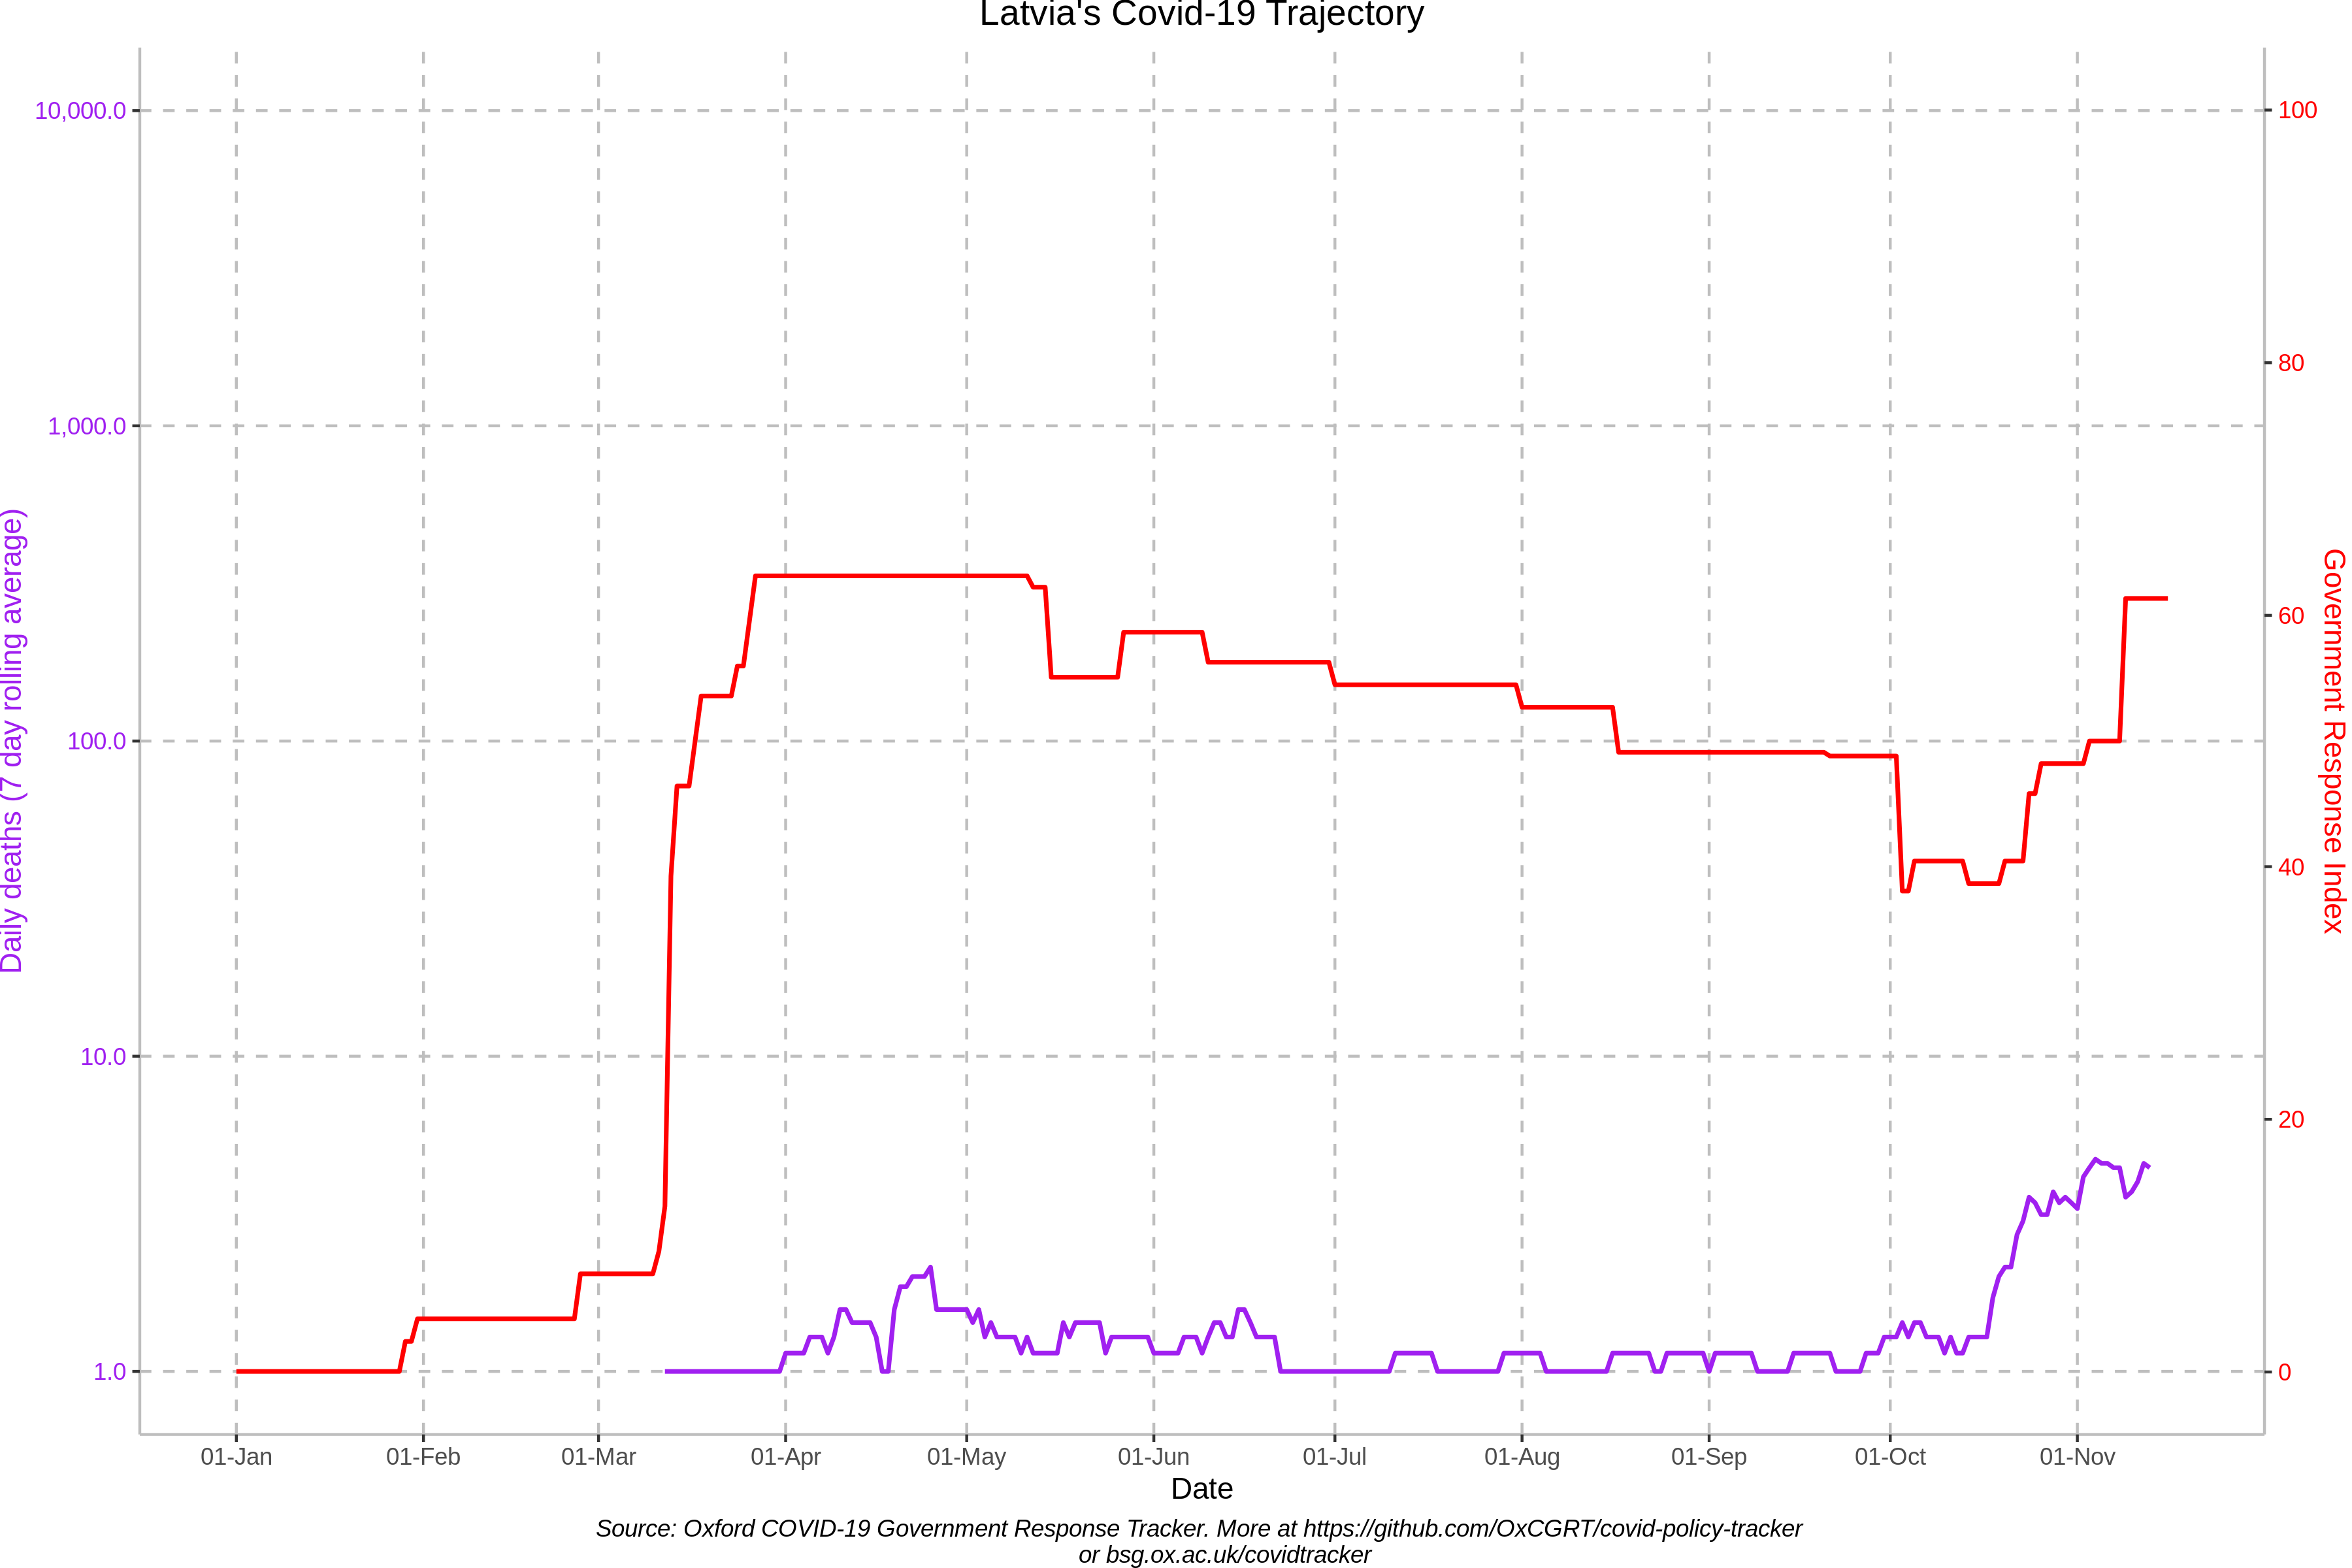 Latvia's Covid-19 Trajectory
10,000.0
1,000.0
100.0
10.0
1.0
Daily deaths (7 day rolling average)
100
80
60
40
20
0
Government Response Index
01-Jan
01-Feb
01-Mar
01-Apr
01-May
01-Jun
01-Jul
01-Aug
01-Sep
01-Oct
01-Nov
Date
Source: Oxford COVID-19 Government Response Tracker. More at https://github.com/OxCGRT/covid-policy-tracker
or bsg.ox.ac.uk/covidtracker